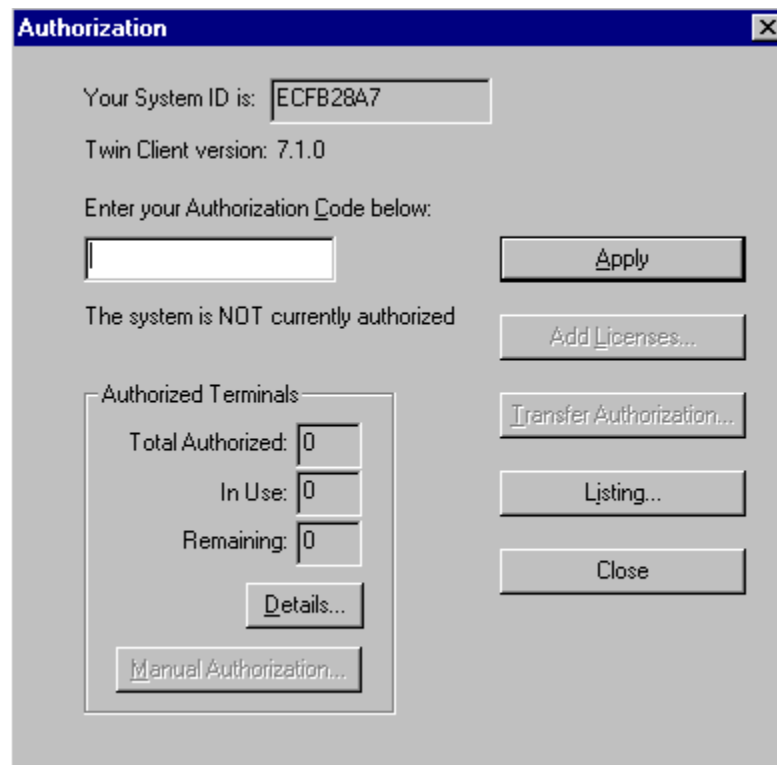 Authorization
Your System ID is: ECFB28A7
Twin Client version: 7.1.0
Enter your Authorization Code below:
Apply
The system is NOT currently authorized
Add Licenses...
Authorized Terminals
Transfer Authorization...
Total Authorized: 0
In Use: 0
Listing...
Remaining: 0
Close
Details...
Manual Authorization...